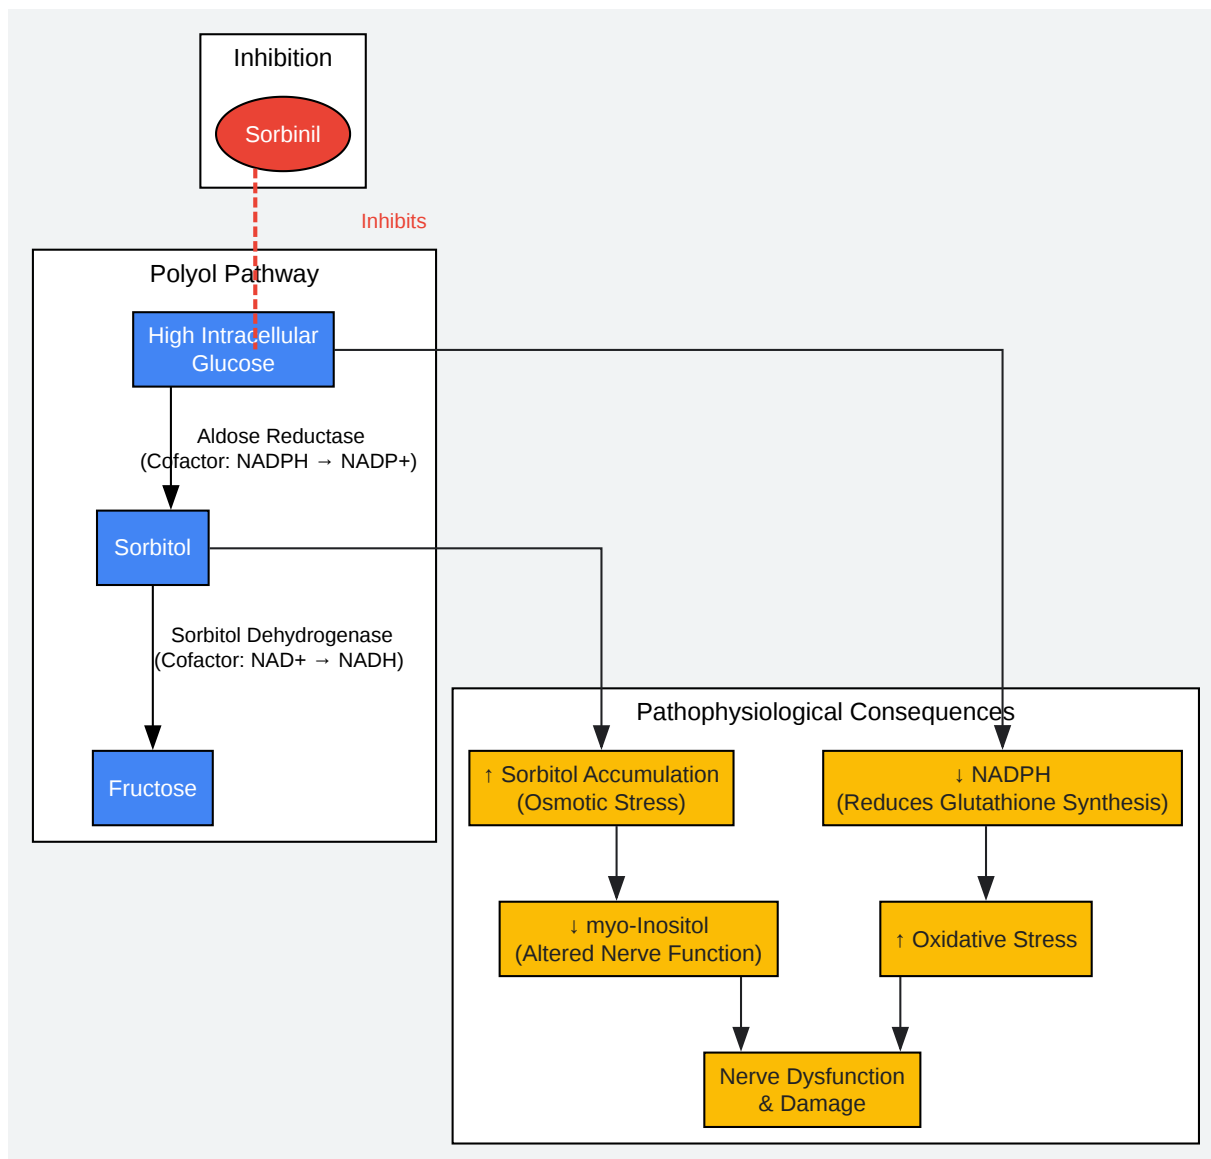 Inhibition
Sorbinil
Inhibits
Polyol Pathway
High Intracellular
Glucose
Aldose Reductase
(Cofactor: NADPH → NADP+)
Sorbitol
Sorbitol Dehydrogenase
(Cofactor: NAD+ → NADH)
Fructose
Pathophysiological Consequences
↑ Sorbitol Accumulation
(Osmotic Stress)
↓ NADPH
(Reduces Glutathione Synthesis)
↓ myo-Inositol
(Altered Nerve Function)
↑ Oxidative Stress
Nerve Dysfunction
& Damage